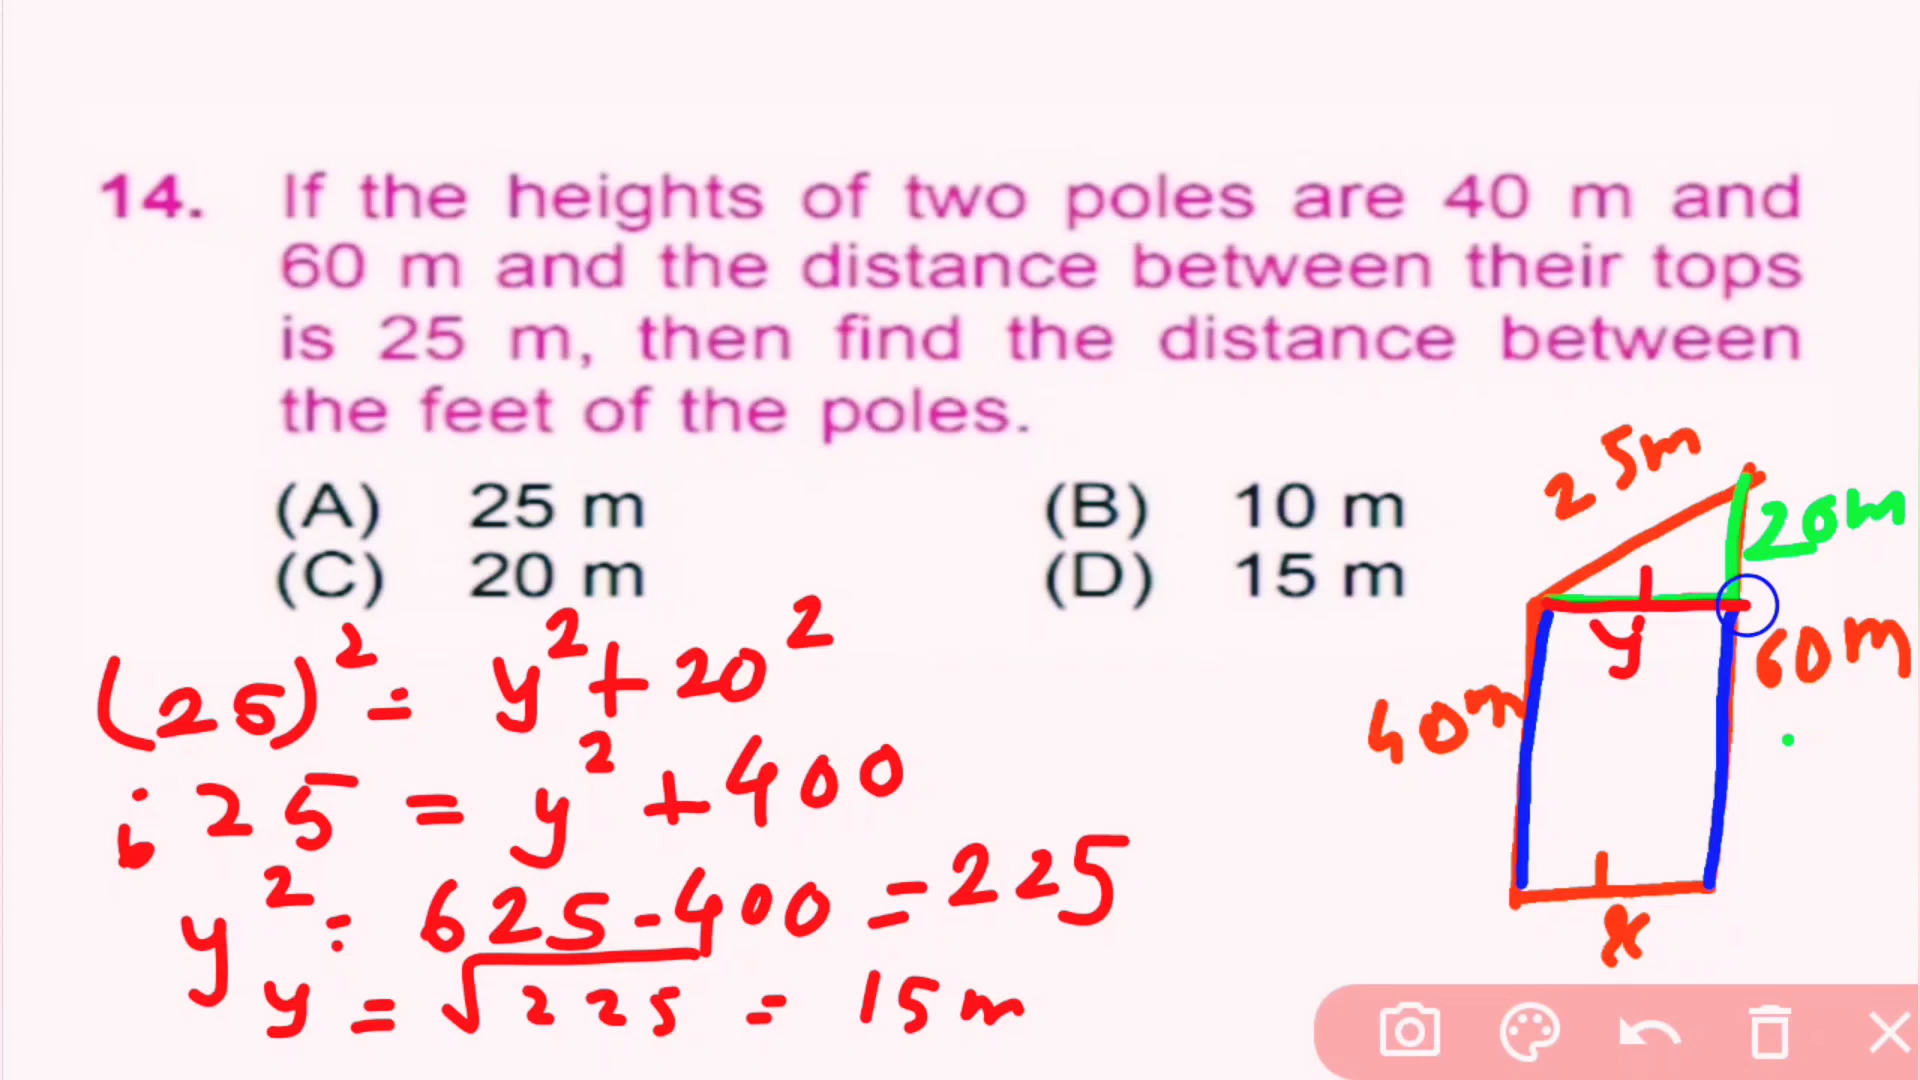 14. If the heights of two poles are 40 m and
60 m and the distance between their tops
is 25 m, then find the distance between
the feet of the poles.
(A) 25 m (B) 10 m
(C) 20 m (D) 15 m
(25)² = y² + 20²
625 = y² + 400
y² = 625 - 400 = 225
y = √225 = 15m
25m
20m
y
60m
40m
x